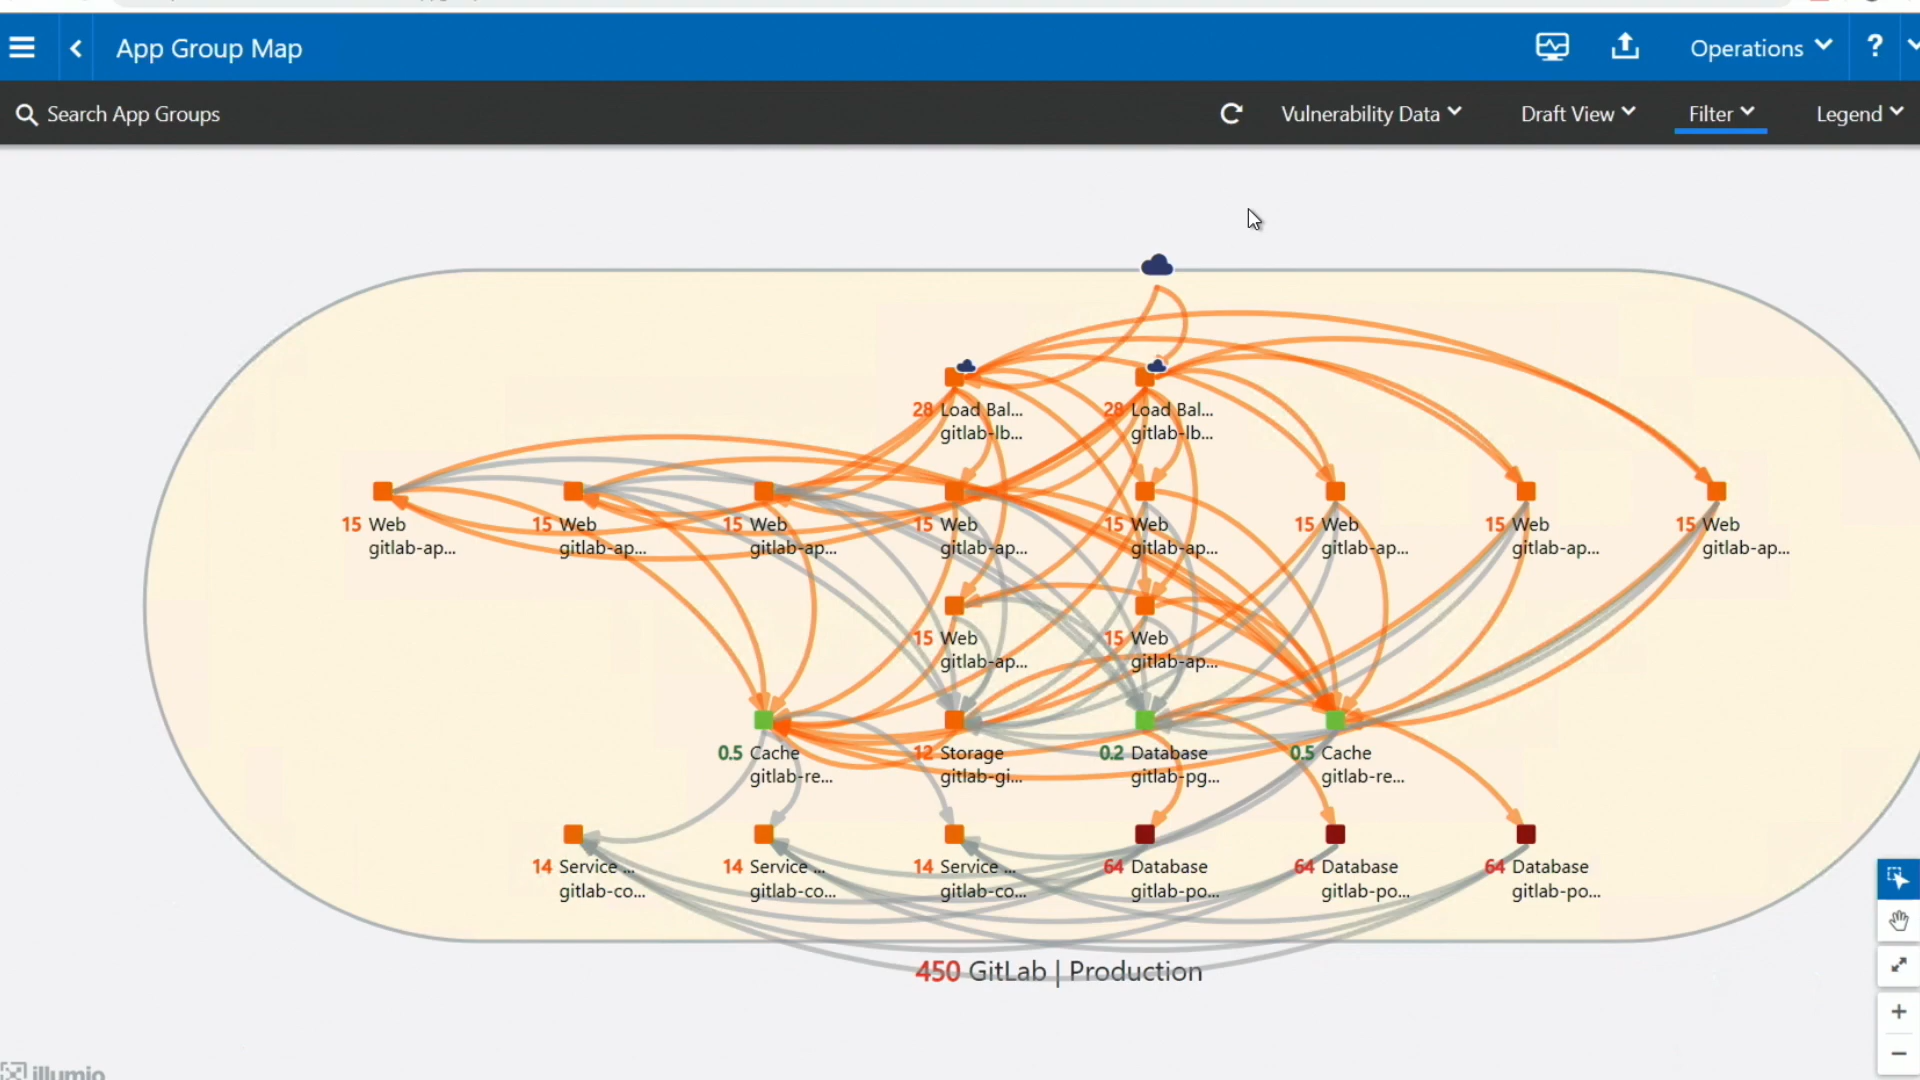 App Group Map
Operations
?
Search App Groups
Vulnerability Data
Draft View
Filter
Legend
28 Load Bal...
gitlab-lb...
28 Load Bal...
gitlab-lb...
15 Web
gitlab-ap...
15 Web
gitlab-ap...
15 Web
gitlab-ap...
15 Web
gitlab-ap...
15 Web
gitlab-ap...
15 Web
gitlab-ap...
15 Web
gitlab-ap...
15 Web
gitlab-ap...
15 Web
gitlab-ap...
15 Web
gitlab-ap...
0.5 Cache
gitlab-re...
12 Storage
gitlab-gi...
0.2 Database
gitlab-pg...
0.5 Cache
gitlab-re...
14 Service ...
gitlab-co...
14 Service ...
gitlab-co...
14 Service ...
gitlab-co...
64 Database
gitlab-po...
64 Database
gitlab-po...
64 Database
gitlab-po...
450 GitLab | Production
illumio